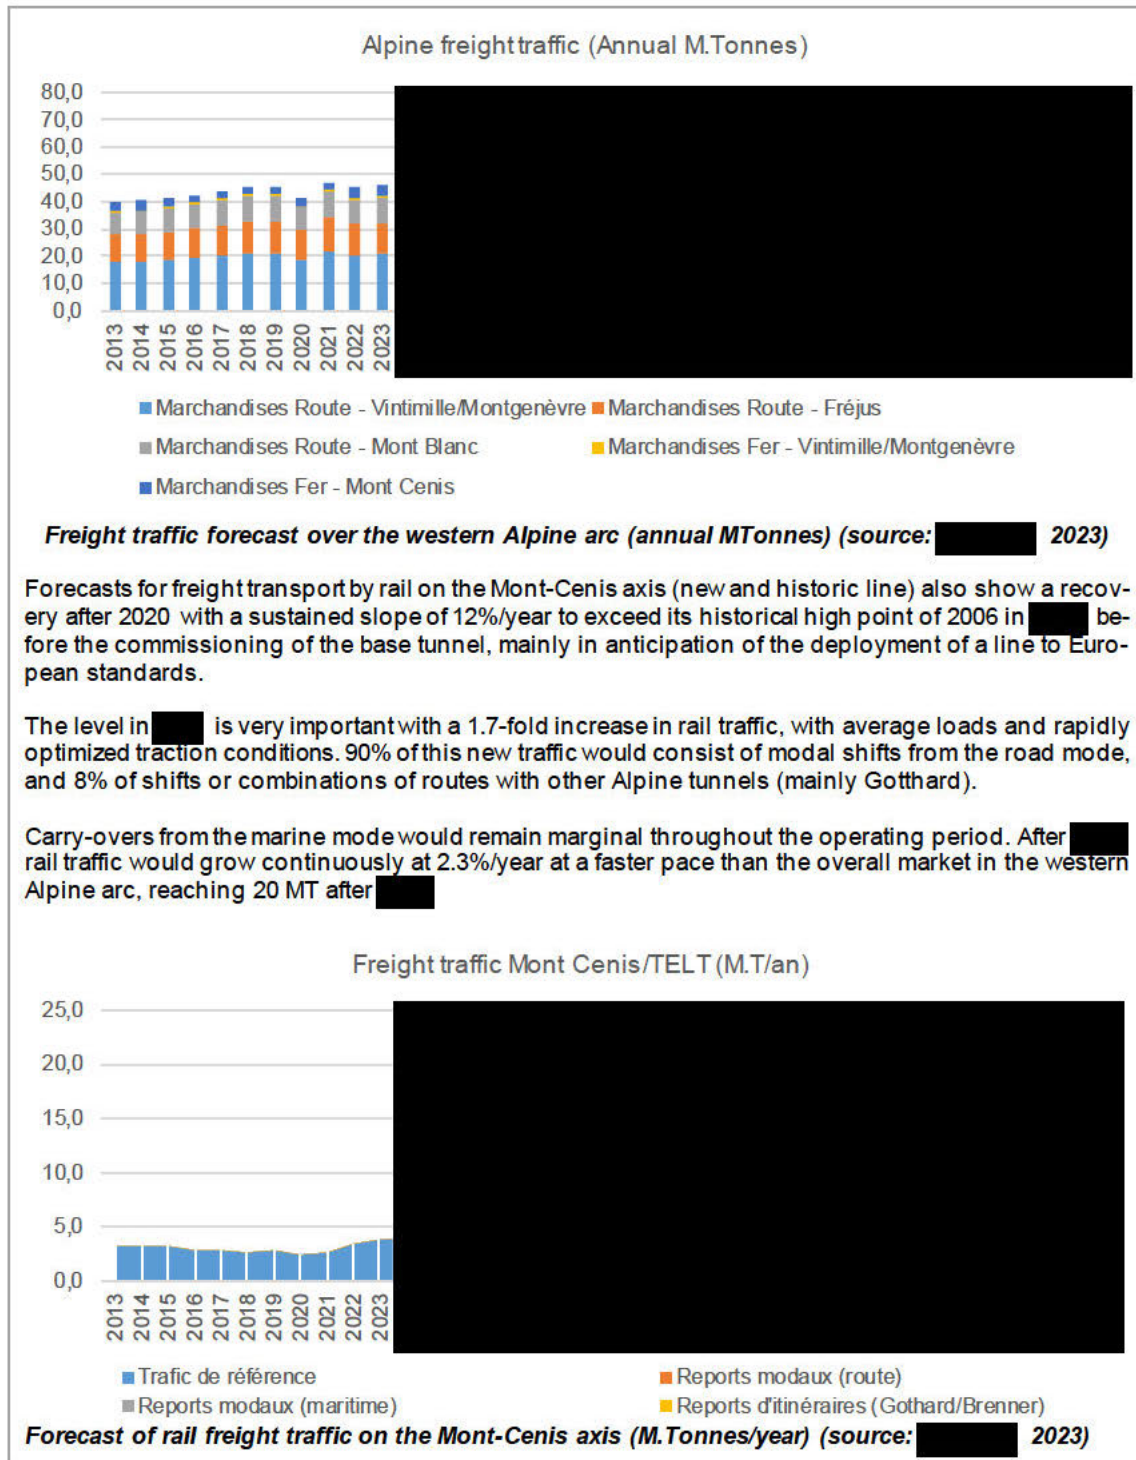 Alpine freight traffic (Annual M.Tonnes)
80,0
70,0
60,0
50,0
40,0
30,0
20,0
10,0
0,0
2013 2014 2015 2016 2017 2018 2019 2020 2021 2022 2023
Marchandises Route - Vintimille/Montgenèvre Marchandises Route - Fréjus
Marchandises Route - Mont Blanc Marchandises Fer - Vintimille/Montgenèvre
Marchandises Fer - Mont Cenis
Freight traffic forecast over the western Alpine arc (annual MTonnes) (source: 2023)
Forecasts for freight transport by rail on the Mont-Cenis axis (new and historic line) also show a recov-
ery after 2020 with a sustained slope of 12%/year to exceed its historical high point of 2006 in be-
fore the commissioning of the base tunnel, mainly in anticipation of the deployment of a line to Euro-
pean standards.
The level in is very important with a 1.7-fold increase in rail traffic, with average loads and rapidly
optimized traction conditions. 90% of this new traffic would consist of modal shifts from the road mode,
and 8% of shifts or combinations of routes with other Alpine tunnels (mainly Gotthard).
Carry-overs from the marine mode would remain marginal throughout the operating period. After
rail traffic would grow continuously at 2.3%/year at a faster pace than the overall market in the western
Alpine arc, reaching 20 MT after
Freight traffic Mont Cenis/TELT (M.T/an)
25,0
20,0
15,0
10,0
5,0
0,0
2013 2014 2015 2016 2017 2018 2019 2020 2021 2022 2023
Trafic de référence Reports modaux (route)
Reports modaux (maritime) Reports d'itinéraires (Gothard/Brenner)
Forecast of rail freight traffic on the Mont-Cenis axis (M.Tonnes/year) (source: 2023)